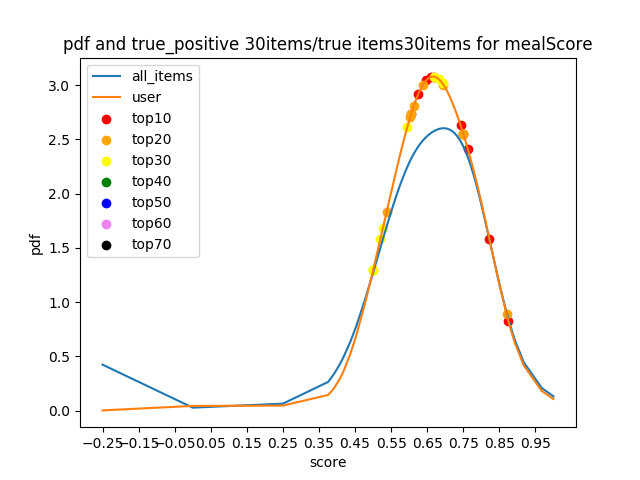 pdf and true_positive 30items/true items30items for mealScore
all_items
user
top10
top20
top30
top40
top50
top60
top70
pdf
3.0
2.5
2.0
1.5
1.0
0.5
0.0
−0.25 −0.15 −0.05 0.05 0.15 0.25 0.35 0.45 0.55 0.65 0.75 0.85 0.95
score